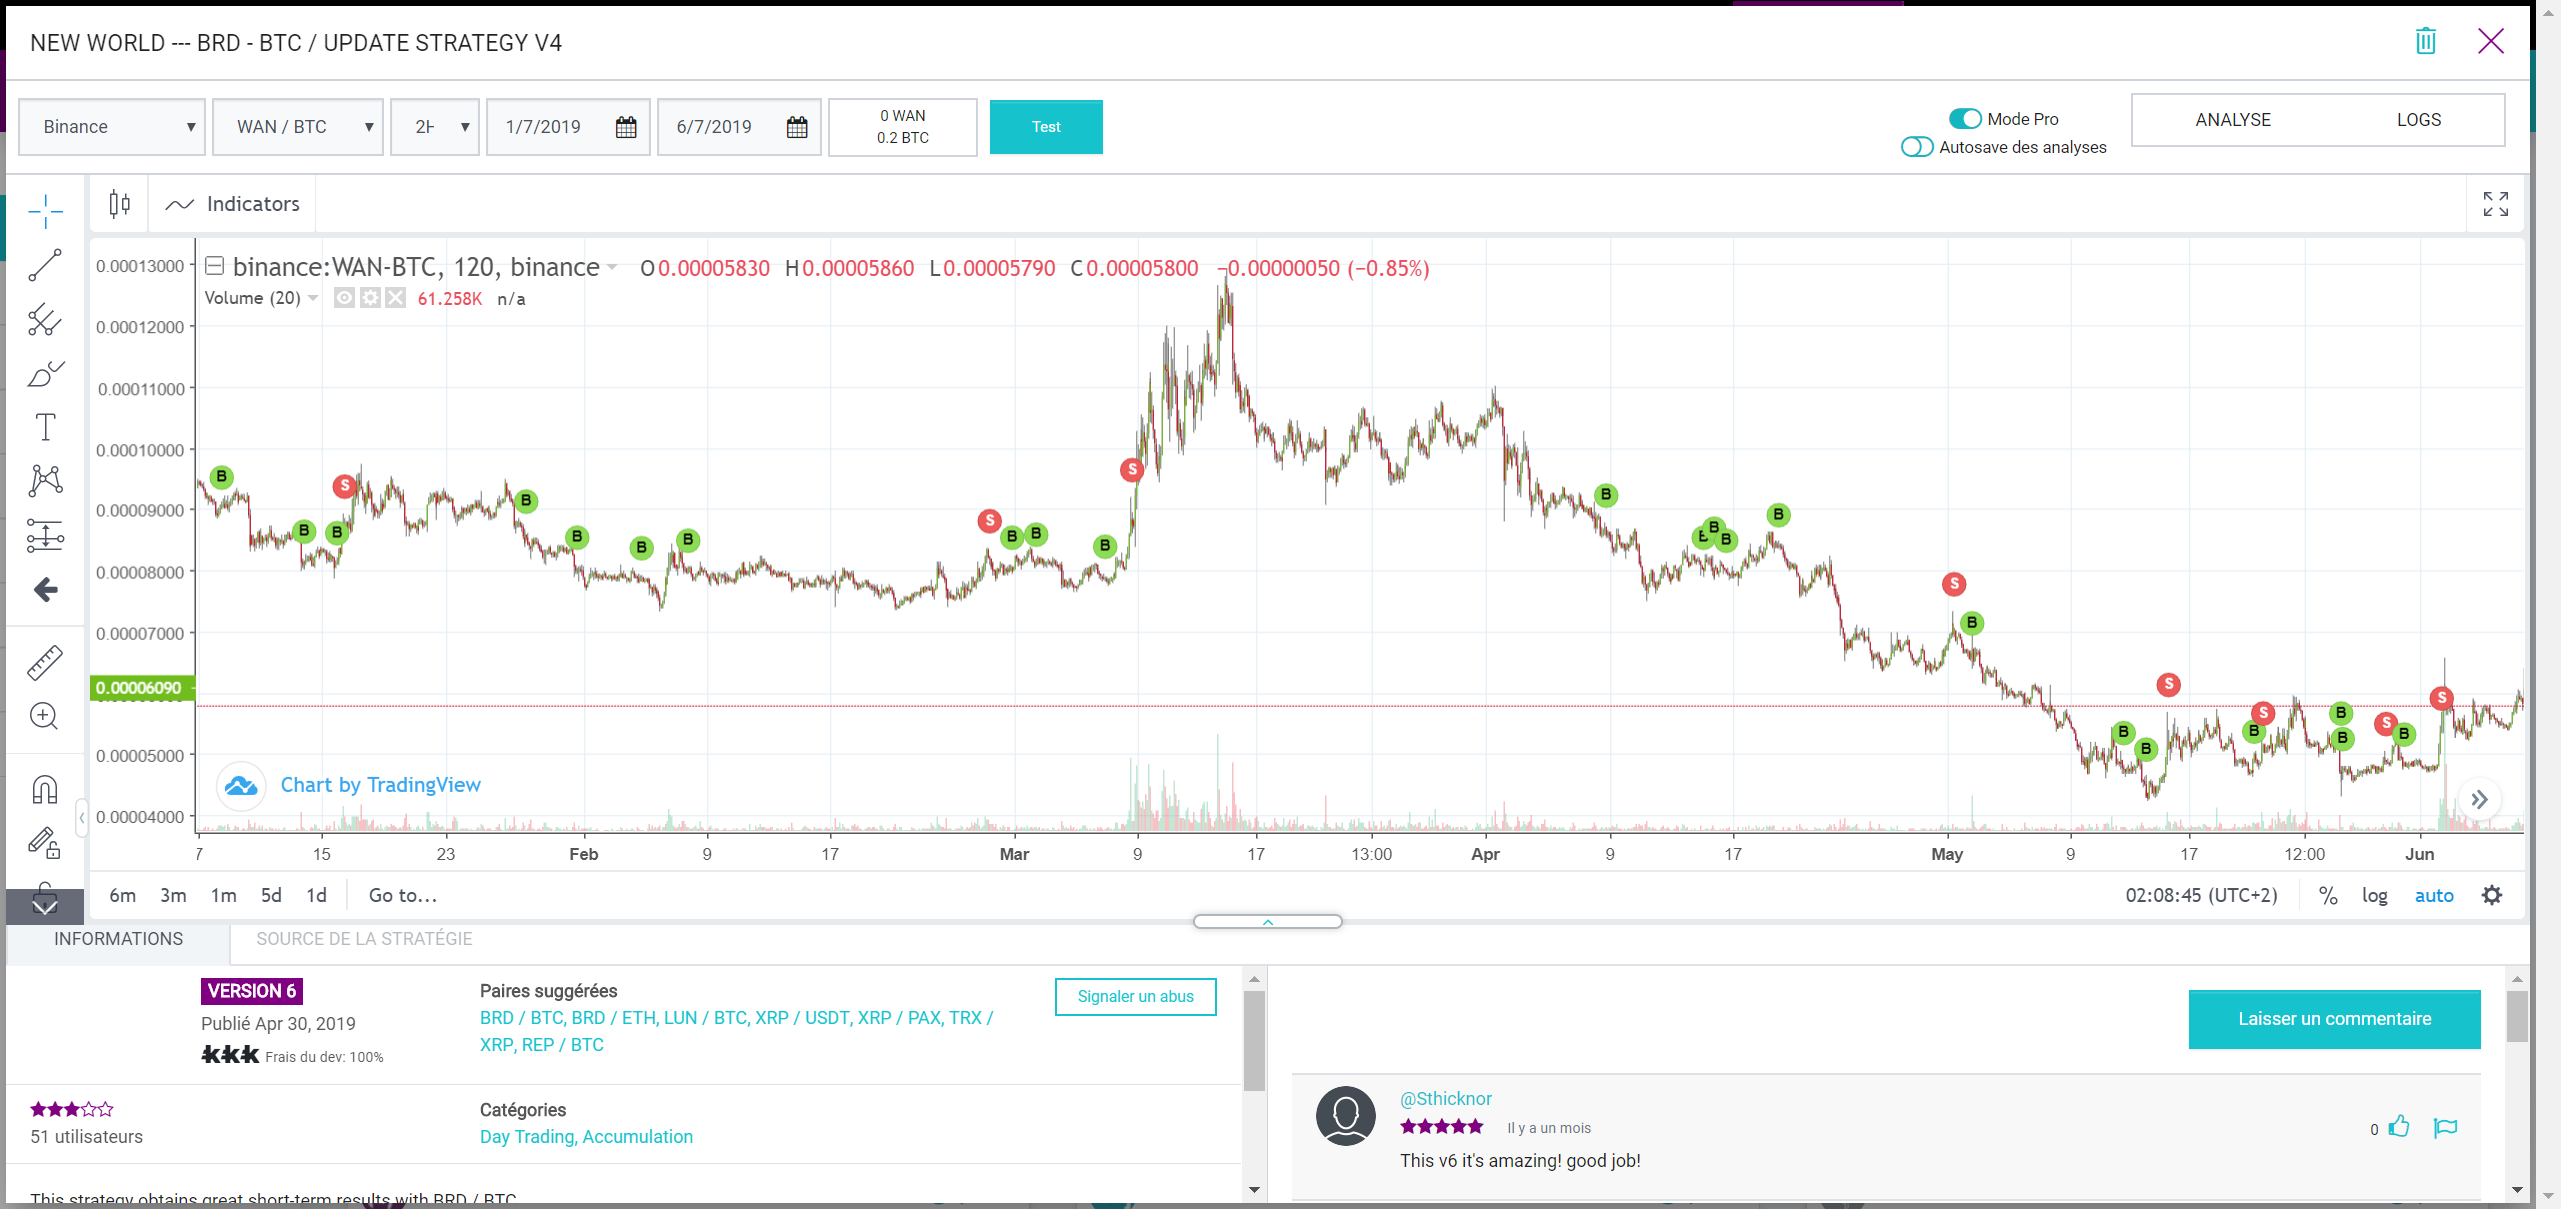 NEW WORLD --- BRD - BTC / UPDATE STRATEGY V4
Binance
WAN / BTC
1/7/2019
6/7/2019
0 WAN
0.2 BTC
Test
Mode Pro
Autosave des analyses
ANALYSE
LOGS
Indicators
binance:WAN-BTC, 120, binance O 0.00005830 H 0.00005860 L 0.00005790 C 0.00005800 −0.00000050 (−0.85%)
Volume (20) 61.258K n/a
0.00013000
0.00012000
0.00011000
0.00010000
0.00009000
0.00008000
0.00007000
0.00006090
0.00005000
0.00004000
B
B
S
B
B
B
B
B
S
B
B
B
S
B
B
B
B
S
B
B
B
S
B
S
B
B
S
B
S
Chart by TradingView
7 15 23 Feb 9 17 Mar 9 17 13:00 Apr 9 17 May 9 17 12:00 Jun
6m 3m 1m 5d 1d Go to...
02:08:45 (UTC+2) % log auto
INFORMATIONS
SOURCE DE LA STRATÉGIE
VERSION 6
Publié Apr 30, 2019
Frais du dev: 100%
Paires suggérées
BRD / BTC, BRD / ETH, LUN / BTC, XRP / USDT, XRP / PAX, TRX /
XRP, REP / BTC
Signaler un abus
51 utilisateurs
Catégories
Day Trading, Accumulation
This strategy obtains great short-term results with BRD / BTC
Laisser un commentaire
@Sthicknor
Il y a un mois
0
This v6 it's amazing! good job!